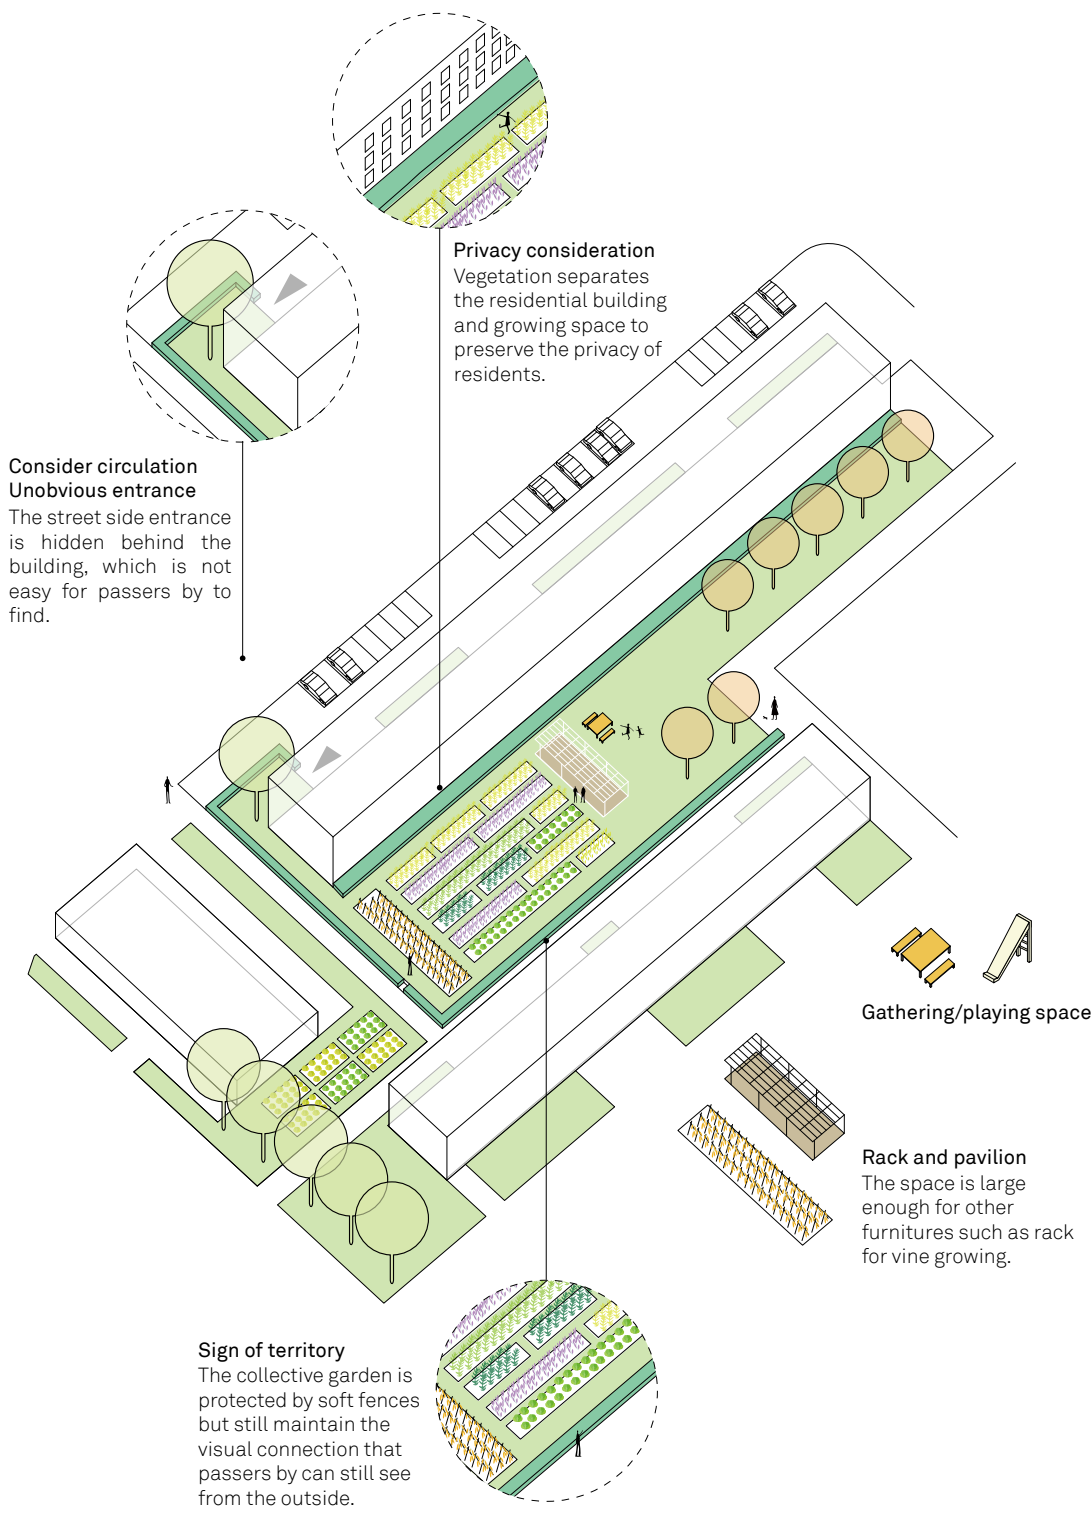 Privacy consideration
Vegetation separates
the residential building
and growing space to
preserve the privacy of
residents.
Consider circulation
Unobvious entrance
The street side entrance
is hidden behind the
building, which is not
easy for passers by to
find.
Gathering/playing space
Rack and pavilion
The space is large
enough for other
furnitures such as rack
for vine growing.
Sign of territory
The collective garden is
protected by soft fences
but still maintain the
visual connection that
passers by can still see
from the outside.